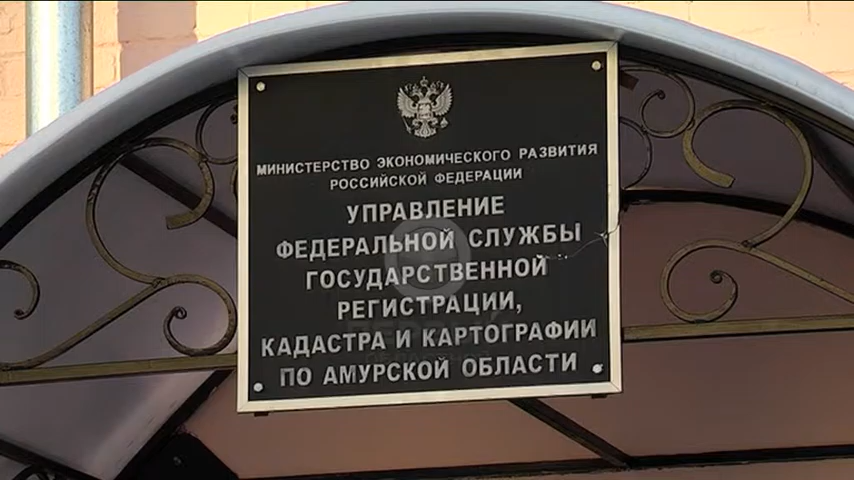 МИНИСТЕРСТВО ЭКОНОМИЧЕСКОГО РАЗВИТИЯ
РОССИЙСКОЙ ФЕДЕРАЦИИ
УПРАВЛЕНИЕ
ФЕДЕРАЛЬНОЙ СЛУЖБЫ
ГОСУДАРСТВЕННОЙ
РЕГИСТРАЦИИ,
КАДАСТРА И КАРТОГРАФИИ
ПО АМУРСКОЙ ОБЛАСТИ